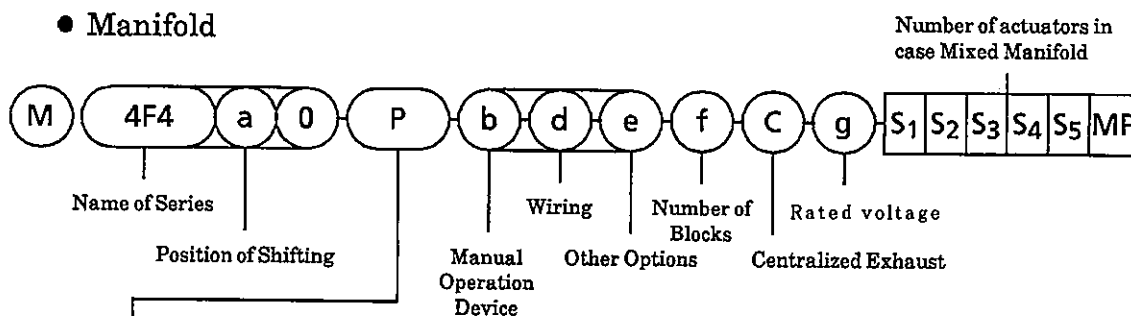 ● Manifold
Number of actuators in
case Mixed Manifold
M 4F4 a 0 P b d e f C g S1 S2 S3 S4 S5 MP
Name of Series
Wiring
Number of
Blocks
Rated voltage
Position of Shifting
Manual
Operation
Device
Other Options
Centralized Exhaust